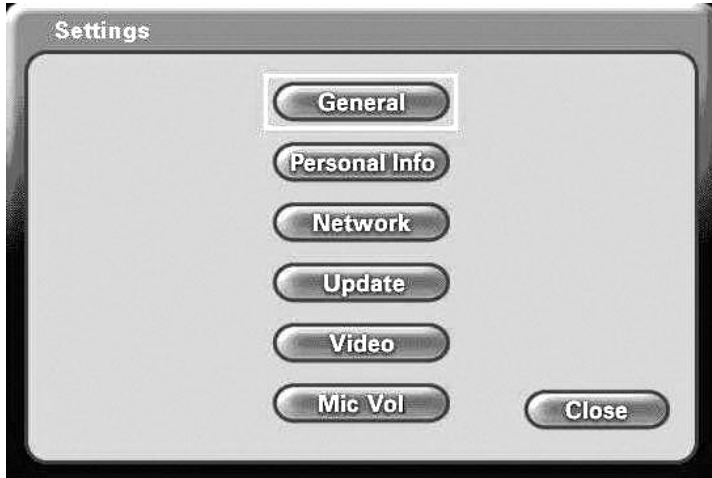 Settings
General
Personal Info
Network
Update
Video
Mic Vol
Close